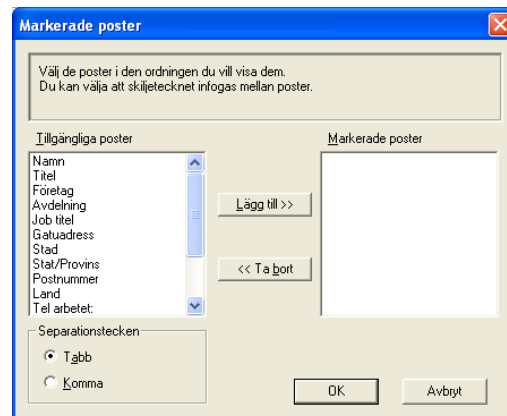 Markerade poster
Välj de poster i den ordningen du vill visa dem.
Du kan välja att skiljetecknet infogas mellan poster.
Tillgängliga poster
Markerade poster
Namn
Titel
Företag
Avdelning
Job titel
Gatuadress
Stad
Stat/Provins
Postnummer
Land
Tel arbetet:
Lägg till >>
<< Ta bort
Separationstecken
Tabb
Komma
OK
Avbryt